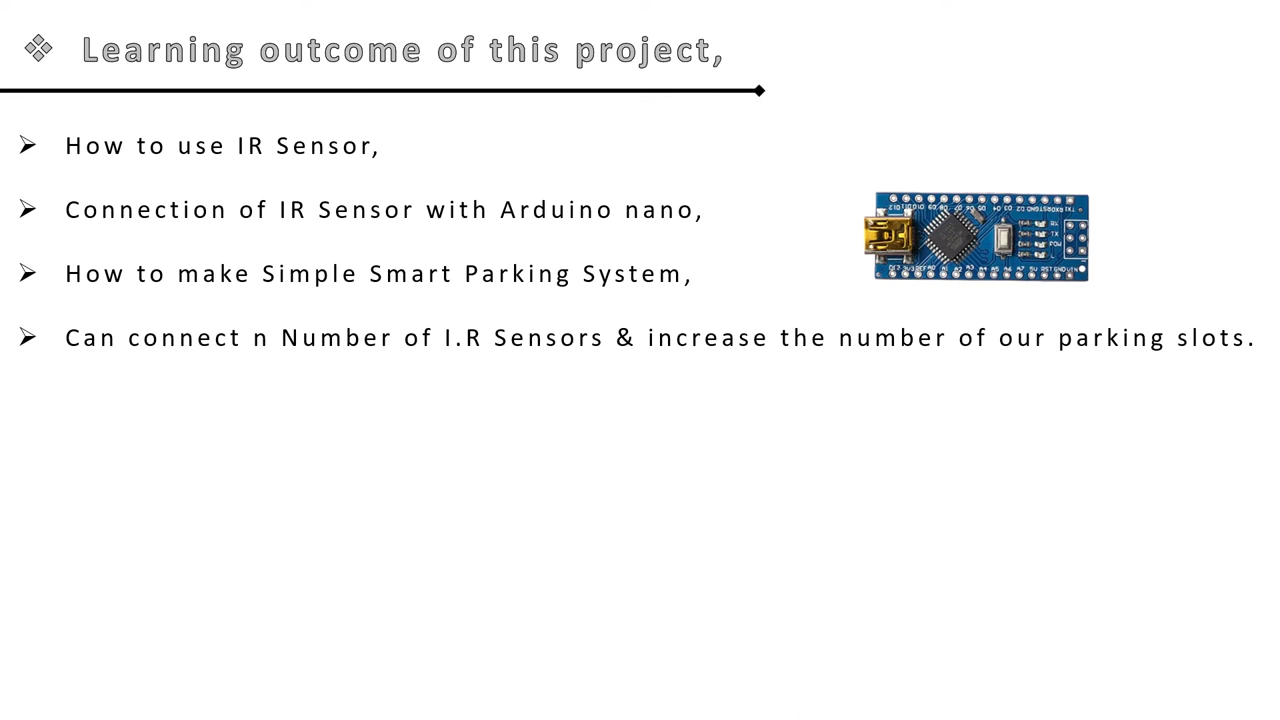 Learning outcome of this project,
How to use IR Sensor,
Connection of IR Sensor with Arduino nano,
How to make Simple Smart Parking System,
Can connect n Number of I.R Sensors & increase the number of our parking slots.